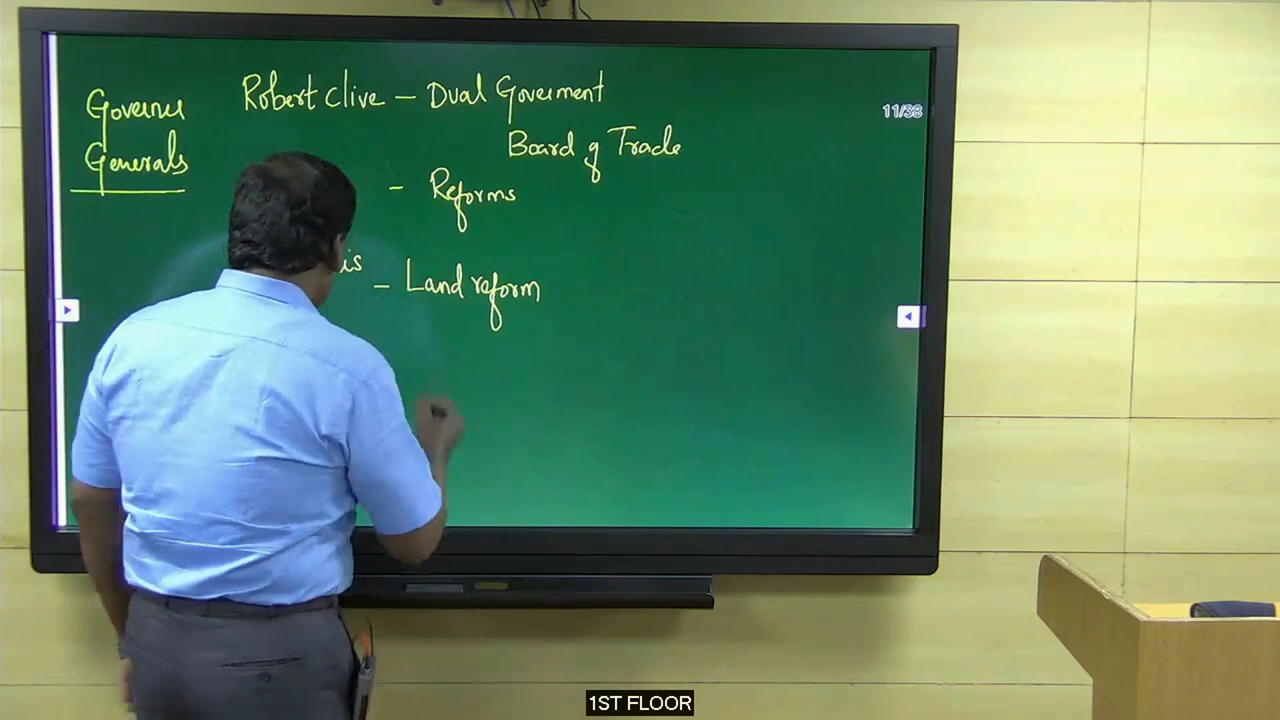 Governer
Generals
Robert Clive – Dual Goverment
Board of Trade
– Reforms
is
– Land reform
11/38
1ST FLOOR